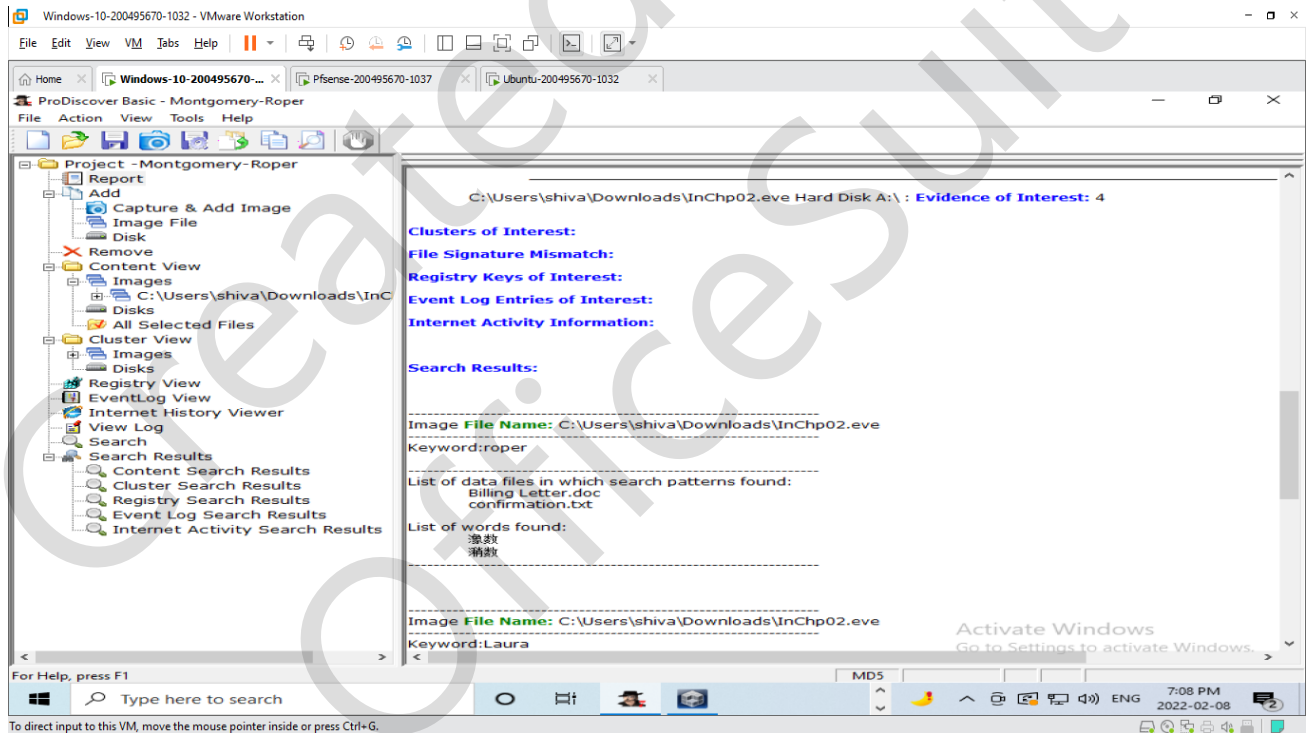 Windows-10-200495670-1032 - VMware Workstation
File Edit View VM Tabs Help
Home Windows-10-200495670-... Pfsense-200495670-1037 Ubuntu-200495670-1032
ProDiscover Basic - Montgomery-Roper
File Action View Tools Help
Project -Montgomery-Roper
Report
Add
Capture & Add Image
Image File
Disk
Remove
Content View
Images
C:\Users\shiva\Downloads\InC
Disks
All Selected Files
Cluster View
Images
Disks
Registry View
EventLog View
Internet History Viewer
View Log
Search
Search Results
Content Search Results
Cluster Search Results
Registry Search Results
Event Log Search Results
Internet Activity Search Results
C:\Users\shiva\Downloads\InChp02.eve Hard Disk A:\ : Evidence of Interest: 4
Clusters of Interest:
File Signature Mismatch:
Registry Keys of Interest:
Event Log Entries of Interest:
Internet Activity Information:
Search Results:
Image File Name: C:\Users\shiva\Downloads\InChp02.eve
Keyword:roper
List of data files in which search patterns found:
Billing Letter.doc
confirmation.txt
List of words found:
Image File Name: C:\Users\shiva\Downloads\InChp02.eve
Keyword:Laura
Activate Windows
Go to Settings to activate Windows.
For Help, press F1
MD5
Type here to search
ENG
7:08 PM
2022-02-08
2
To direct input to this VM, move the mouse pointer inside or press Ctrl+G.
Created
OfficeSuit